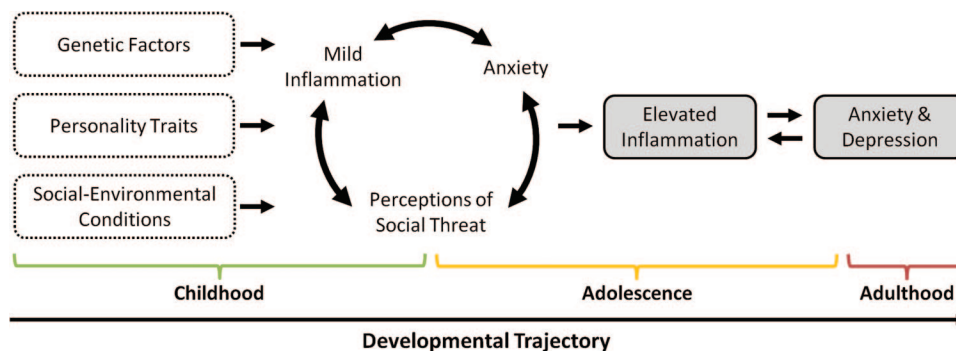 Genetic Factors
Personality Traits
Social-Environmental
Conditions
Mild
Inflammation
Anxiety
Perceptions of
Social Threat
Elevated
Inflammation
Anxiety &
Depression
Childhood
Adolescence
Adulthood
Developmental Trajectory